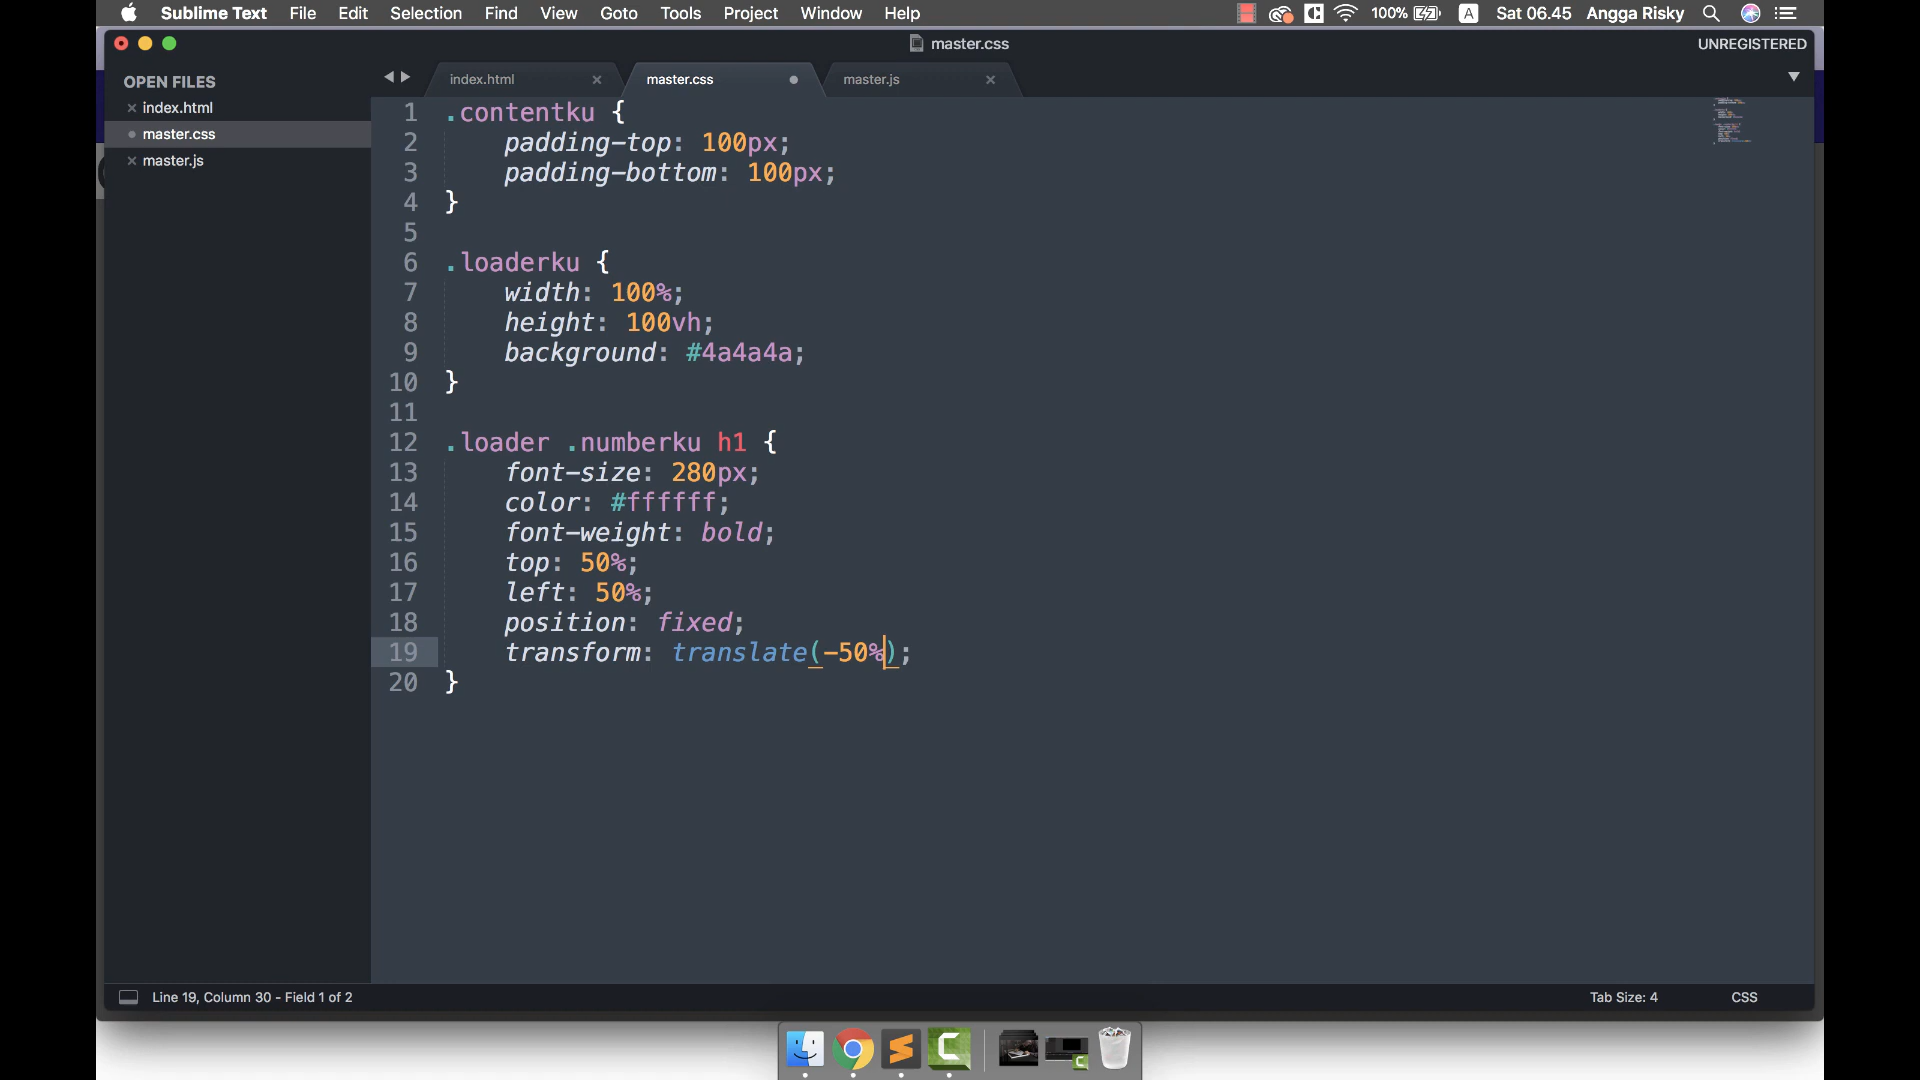 Sublime Text File Edit Selection Find View Goto Tools Project Window Help 100% A Sat 06.45 Angga Risky
master.css
UNREGISTERED
OPEN FILES
index.html
master.css
master.js
index.html master.css master.js
1 .contentku {
2 padding-top: 100px;
3 padding-bottom: 100px;
4 }
5
6 .loaderku {
7 width: 100%;
8 height: 100vh;
9 background: #4a4a4a;
10 }
11
12 .loader .numberku h1 {
13 font-size: 280px;
14 color: #ffffff;
15 font-weight: bold;
16 top: 50%;
17 left: 50%;
18 position: fixed;
19 transform: translate(-50%);
20 }
Line 19, Column 30 - Field 1 of 2
Tab Size: 4
CSS